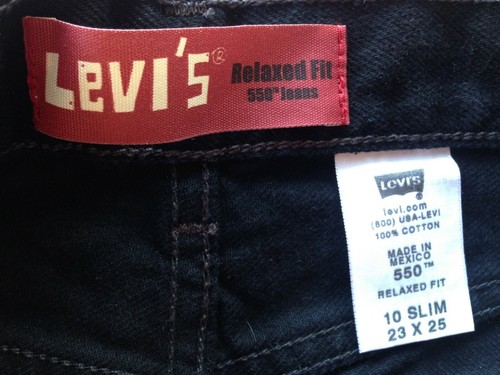 Levi's® Relaxed Fit
550™ Jeans
Levi's
®
levi.com
(800) USA-LEVI
100% COTTON
MADE IN
MEXICO
550™
RELAXED FIT
10 SLIM
23 X 25